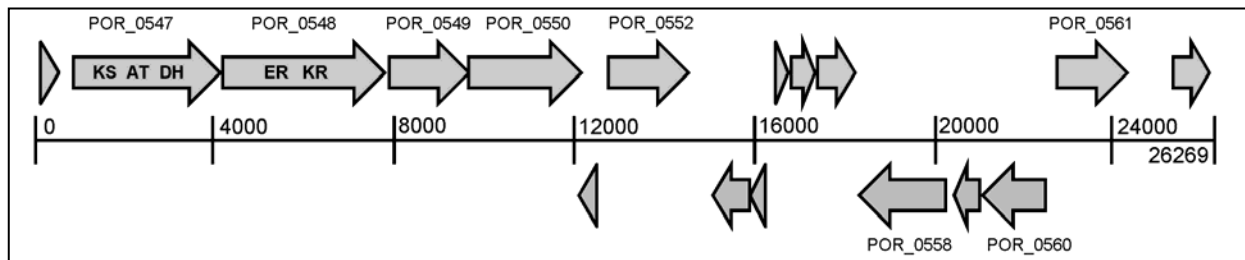 POR_0547 POR_0548 POR_0549 POR_0550 POR_0552 POR_0561
KS AT DH ER KR
0 4000 8000 12000 16000 20000 24000
26269
POR_0558 POR_0560